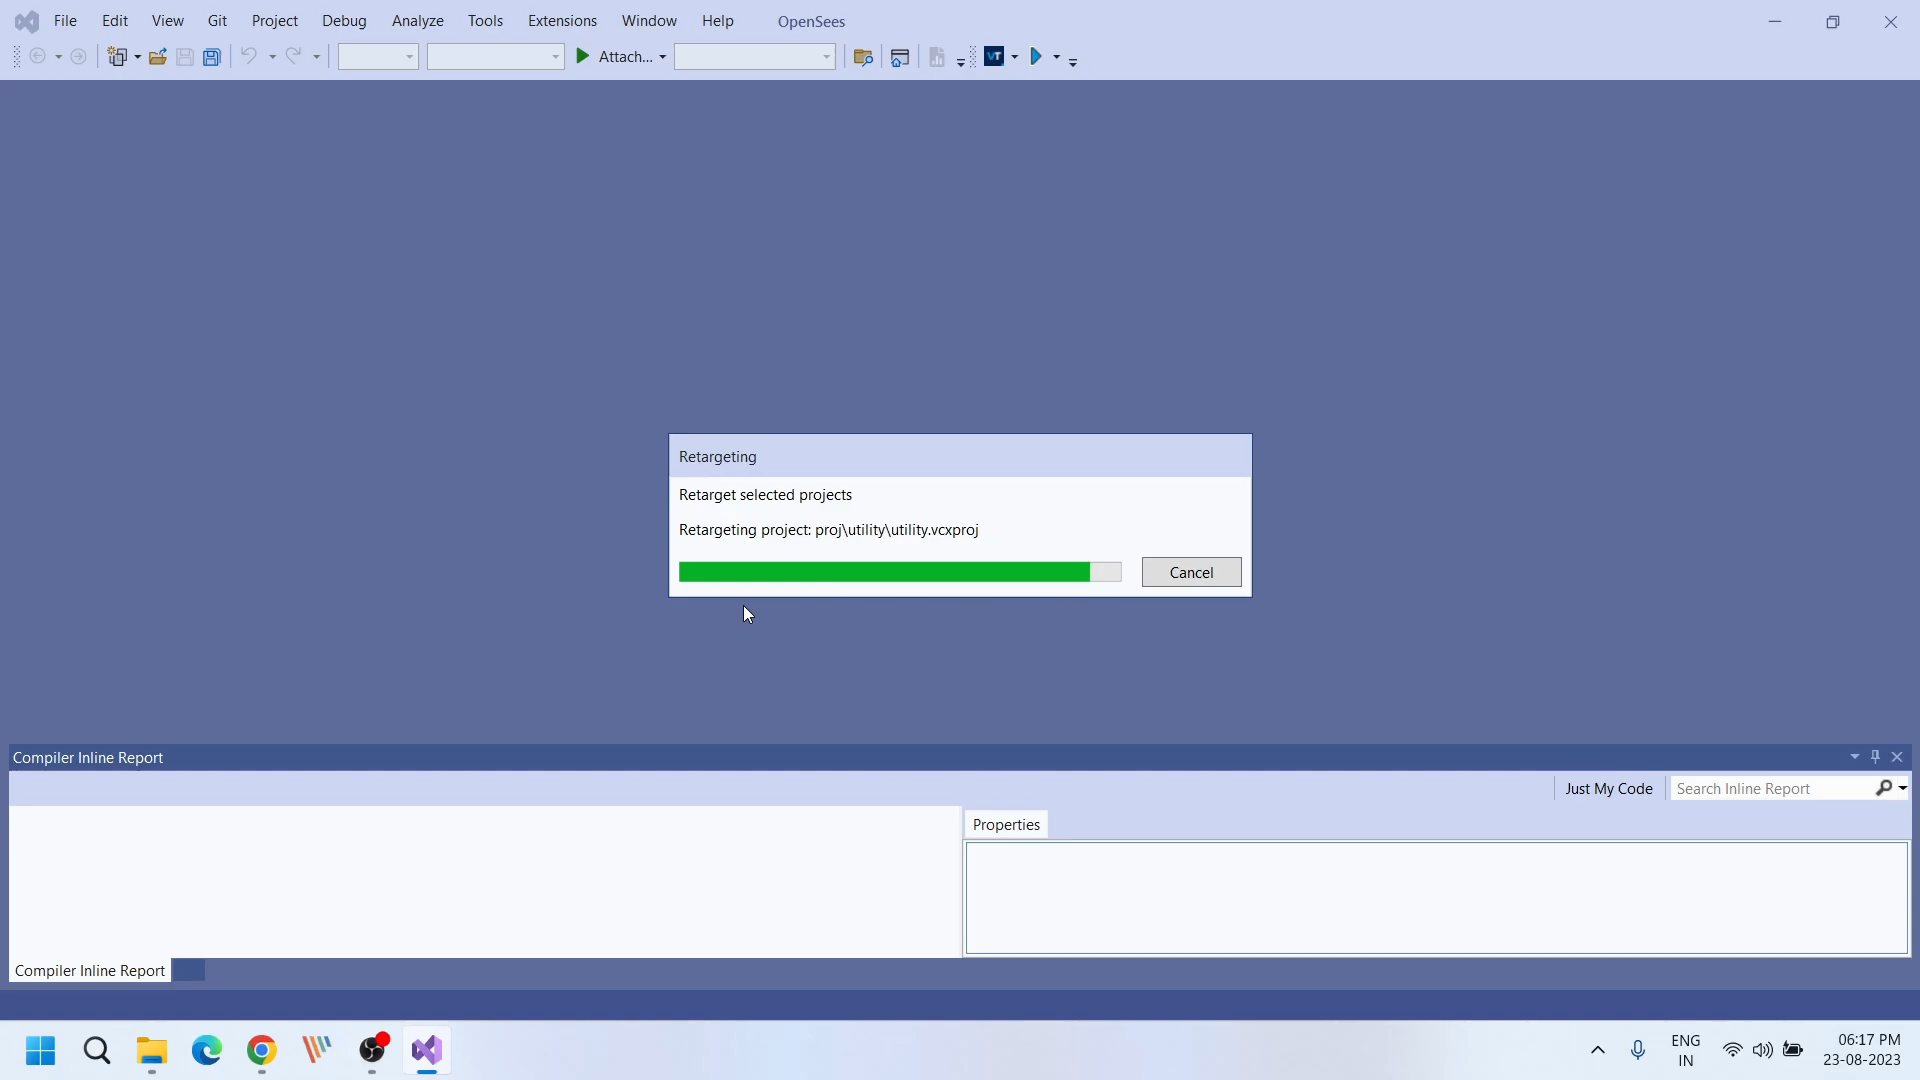 File Edit View Git Project Debug Analyze Tools Extensions Window Help OpenSees
Attach... VT
Retargeting
Retarget selected projects
Retargeting project: proj\utility\utility.vcxproj
Cancel
Compiler Inline Report
Just My Code Search Inline Report
Properties
Compiler Inline Report
ENG 06:17 PM
IN 23-08-2023